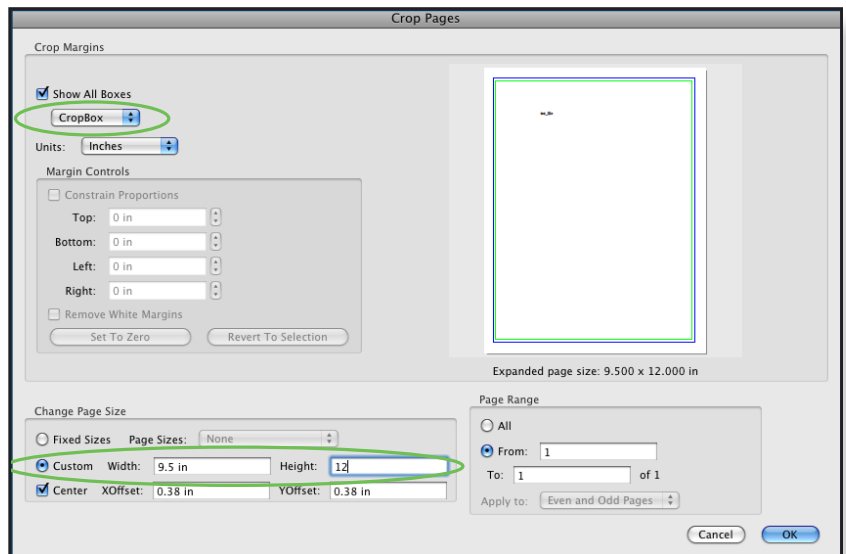 Crop Pages
Crop Margins
Show All Boxes
CropBox
Units: Inches
Margin Controls
Constrain Proportions
Top: 0 in
Bottom: 0 in
Left: 0 in
Right: 0 in
Remove White Margins
Set To Zero Revert To Selection
Expanded page size: 9.500 x 12.000 in
Change Page Size
Fixed Sizes Page Sizes: None
Custom Width: 9.5 in Height: 12
Center XOffset: 0.38 in YOffset: 0.38 in
Page Range
All
From: 1
To: 1 of 1
Apply to: Even and Odd Pages
Cancel OK